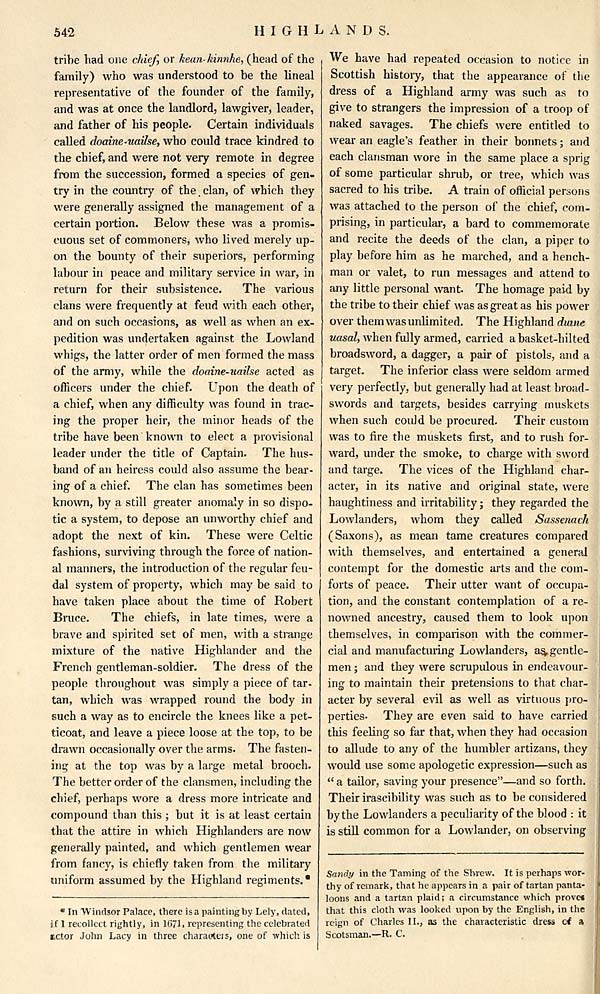 542
HIGHLANDS.
tribe had one chief, or kean-kinnhe, (head of the
family) who was understood to be the lineal
representative of the founder of the family,
and was at once the landlord, lawgiver, leader,
and father of his people. Certain individuals
called doaine-uailse, who could trace kindred to
the chief, and were not very remote in degree
from the succession, formed a species of gen-
try in the country of the clan, of which they
were generally assigned the management of a
certain portion. Below these was a promis-
cuous set of commoners, who lived merely up-
on the bounty of their superiors, performing
labour in peace and military service in war, in
return for their subsistence. The various
clans were frequently at feud with each other,
and on such occasions, as well as when an ex-
pedition was undertaken against the Lowland
whigs, the latter order of men formed the mass
of the army, while the doaine-uailse acted as
officers under the chief. Upon the death of
a chief, when any difficulty was found in trac-
ing the proper heir, the minor heads of the
tribe have been known to elect a provisional
leader under the title of Captain. The hus-
band of an heiress could also assume the bear-
ing of a chief. The clan has sometimes been
known, by a still greater anomaly in so dispo-
tic a system, to depose an unworthy chief and
adopt the next of kin. These were Celtic
fashions, surviving through the force of nation-
al manners, the introduction of the regular feu-
dal system of property, which may be said to
have taken place about the time of Robert
Bruce. The chiefs, in late times, were a
brave and spirited set of men, with a strange
mixture of the native Highlander and the
French gentleman-soldier. The dress of the
people throughout was simply a piece of tar-
tan, which was wrapped round the body in
such a way as to encircle the knees like a pet-
ticoat, and leave a piece loose at the top, to be
drawn occasionally over the arms. The fasten-
ing at the top was by a large metal brooch.
The better order of the clansmen, including the
chief, perhaps wore a dress more intricate and
compound than this; but it is at least certain
that the attire in which Highlanders are now
generally painted, and which gentlemen wear
from fancy, is chiefly taken from the military
uniform assumed by the Highland regiments.*
* In Windsor Palace, there is a painting by Lely, dated,
if I recollect rightly, in 1671, representing the celebrated
actor John Lacy in three characters, one of which is
We have had repeated occasion to notice in
Scottish history, that the appearance of the
dress of a Highland army was such as to
give to strangers the impression of a troop of
naked savages. The chiefs were entitled to
wear an eagle's feather in their bonnets; and
each clansman wore in the same place a sprig
of some particular shrub, or tree, which was
sacred to his tribe. A train of official persons
was attached to the person of the chief, com-
prising, in particular, a bard to commemorate
and recite the deeds of the clan, a piper to
play before him as he marched, and a hench-
man or valet, to run messages and attend to
any little personal want. The homage paid by
the tribe to their chief was as great as his power
over them was unlimited. The Highland duine
uasal, when fully armed, carried a basket-hilted
broadsword, a dagger, a pair of pistols, and a
target. The inferior class were seldom armed
very perfectly, but generally had at least broad-
swords and targets, besides carrying muskets
when such could be procured. Their custom
was to fire the muskets first, and to rush for-
ward, under the smoke, to charge with sword
and targe. The vices of the Highland char-
acter, in its native and original state, were
haughtiness and irritability; they regarded the
Lowlanders, whom they called Sassenach
(Saxons), as mean tame creatures compared
with themselves, and entertained a general
contempt for the domestic arts and the com-
forts of peace. Their utter want of occupa-
tion, and the constant contemplation of a re-
nowned ancestry, caused them to look upon
themselves, in comparison with the commer-
cial and manufacturing Lowlanders, as gentle-
men; and they were scrupulous in endeavour-
ing to maintain their pretensions to that char-
acter by several evil as well as virtuous pro-
perties. They are even said to have carried
this feeling so far that, when they had occasion
to allude to any of the humbler artizans, they
would use some apologetic expression—such as
"a tailor, saving your presence"—and so forth.
Their irascibility was such as to be considered
by the Lowlanders a peculiarity of the blood : it
is still common for a Lowlander, on observing
Sandy in the Taming of the Shrew. It is perhaps wor-
thy of remark, that he appears in a pair of tartan panta-
loons and a tartan plaid; a circumstance which proves
that this cloth was looked upon by the English, in the
reign of Charles II., as the characteristic dress of a
Scotsman.—R. C.